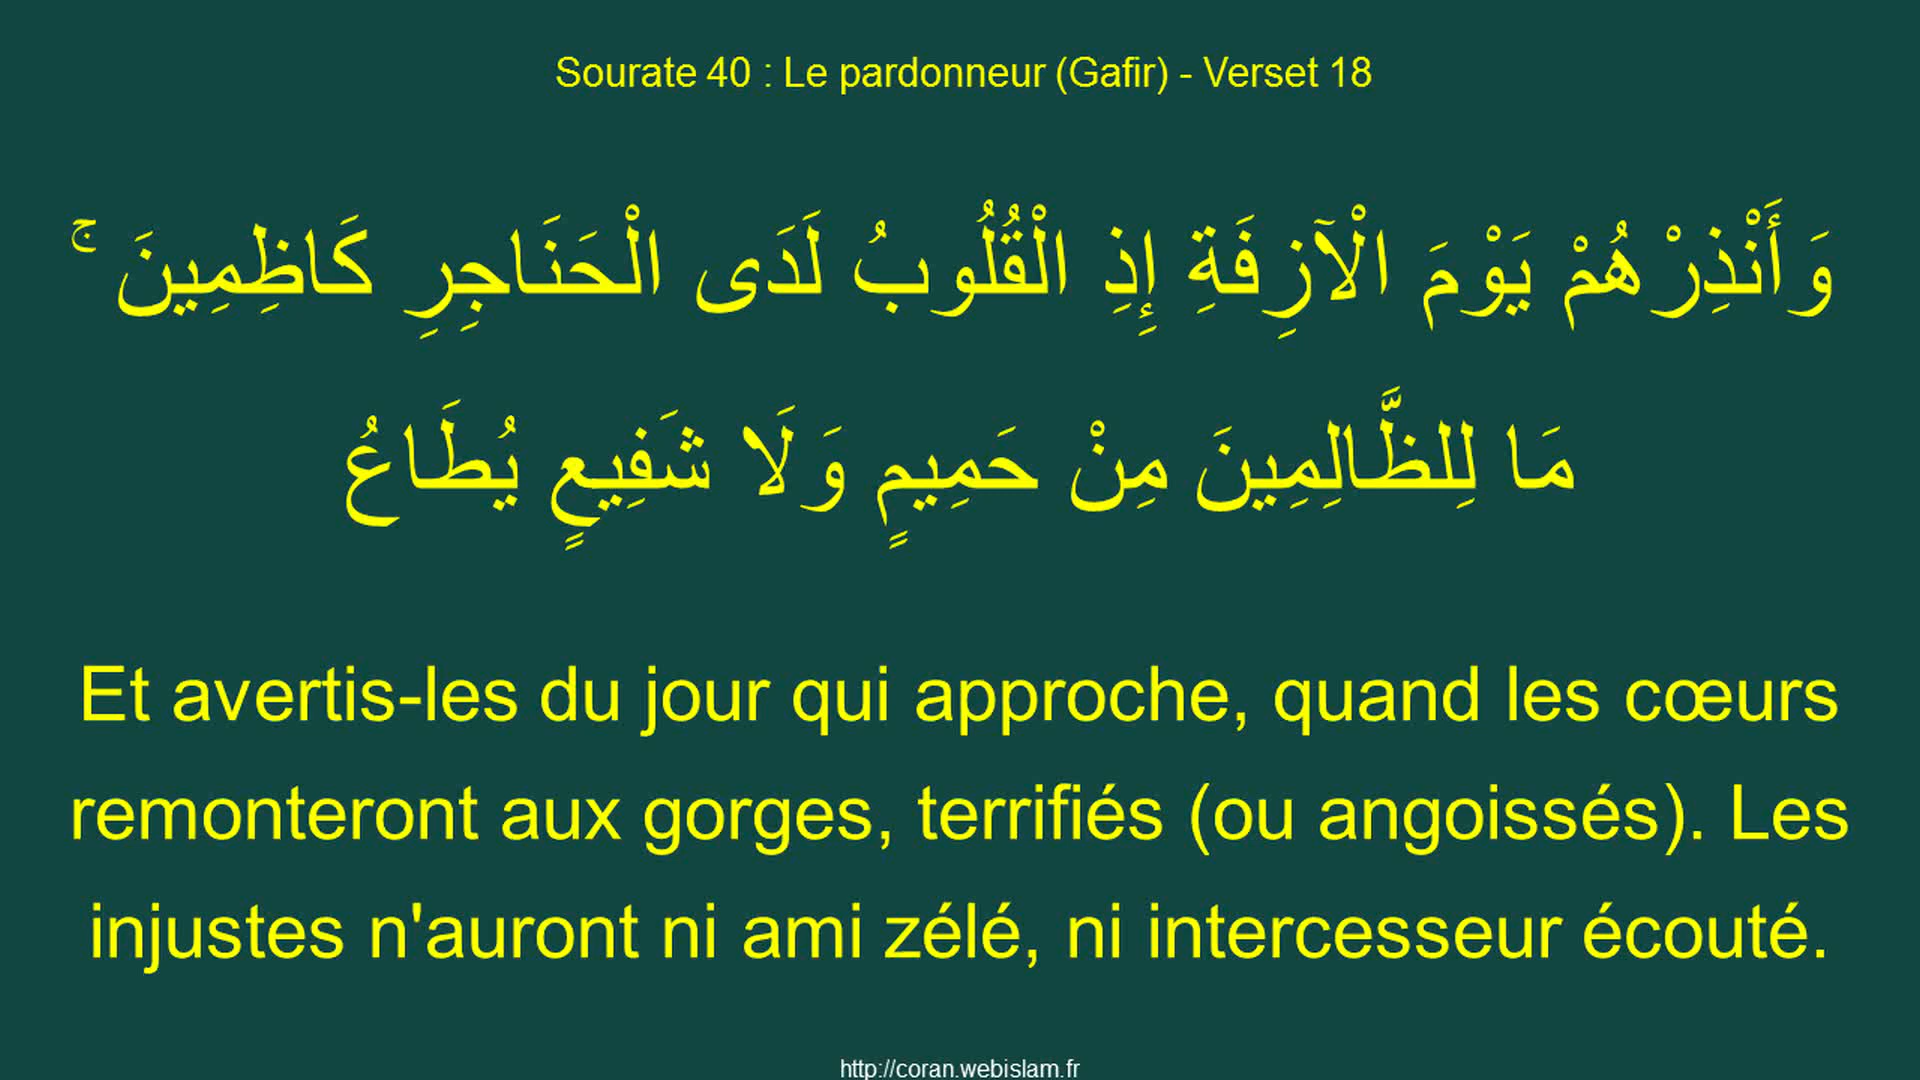 Sourate 40 : Le pardonneur (Gafir) - Verset 18
وَأَنْذِرْهُمْ يَوْمَ الْآزِفَةِ إِذِ الْقُلُوبُ لَدَى الْحَنَاجِرِ كَاظِمِينَ ۚ
مَا لِلظَّالِمِينَ مِنْ حَمِيمٍ وَلَا شَفِيعٍ يُطَاعُ
Et avertis-les du jour qui approche, quand les cœurs
remonteront aux gorges, terrifiés (ou angoissés). Les
injustes n'auront ni ami zélé, ni intercesseur écouté.
http://coran.webislam.fr